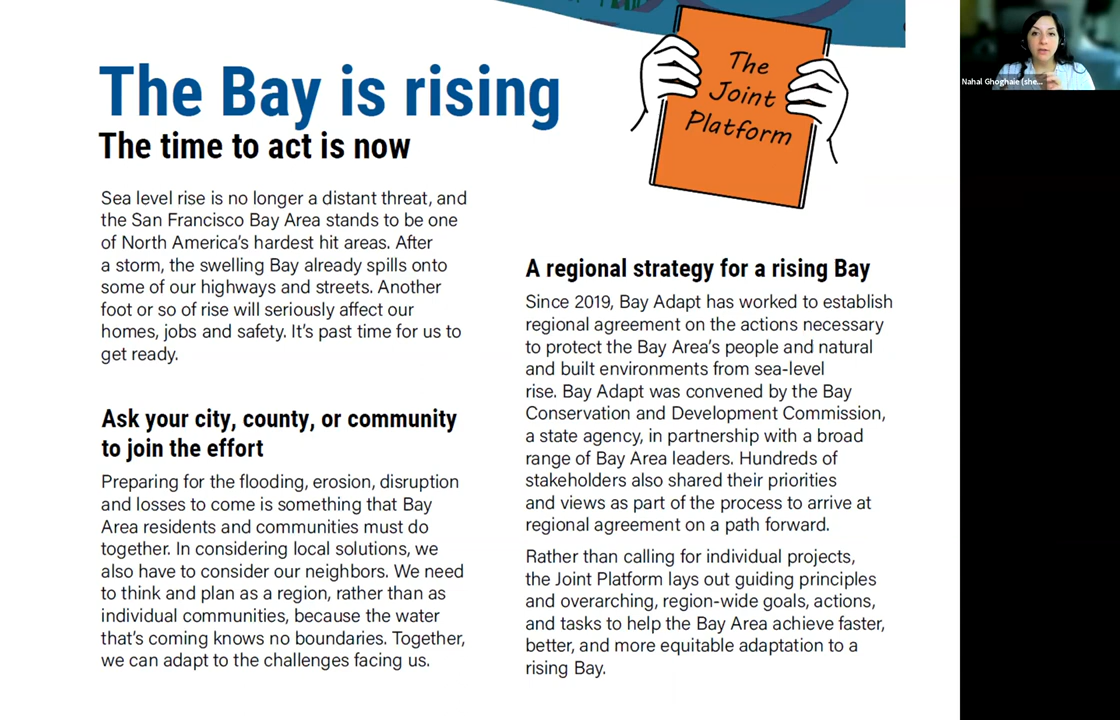 The Bay is rising
The time to act is now
Sea level rise is no longer a distant threat, and
the San Francisco Bay Area stands to be one
of North America's hardest hit areas. After
a storm, the swelling Bay already spills onto
some of our highways and streets. Another
foot or so of rise will seriously affect our
homes, jobs and safety. It's past time for us to
get ready.
Ask your city, county, or community
to join the effort
Preparing for the flooding, erosion, disruption
and losses to come is something that Bay
Area residents and communities must do
together. In considering local solutions, we
also have to consider our neighbors. We need
to think and plan as a region, rather than as
individual communities, because the water
that's coming knows no boundaries. Together,
we can adapt to the challenges facing us.
The
Joint
Platform
A regional strategy for a rising Bay
Since 2019, Bay Adapt has worked to establish
regional agreement on the actions necessary
to protect the Bay Area's people and natural
and built environments from sea-level
rise. Bay Adapt was convened by the Bay
Conservation and Development Commission,
a state agency, in partnership with a broad
range of Bay Area leaders. Hundreds of
stakeholders also shared their priorities
and views as part of the process to arrive at
regional agreement on a path forward.
Rather than calling for individual projects,
the Joint Platform lays out guiding principles
and overarching, region-wide goals, actions,
and tasks to help the Bay Area achieve faster,
better, and more equitable adaptation to a
rising Bay.
Nahal Ghoghaie (she...